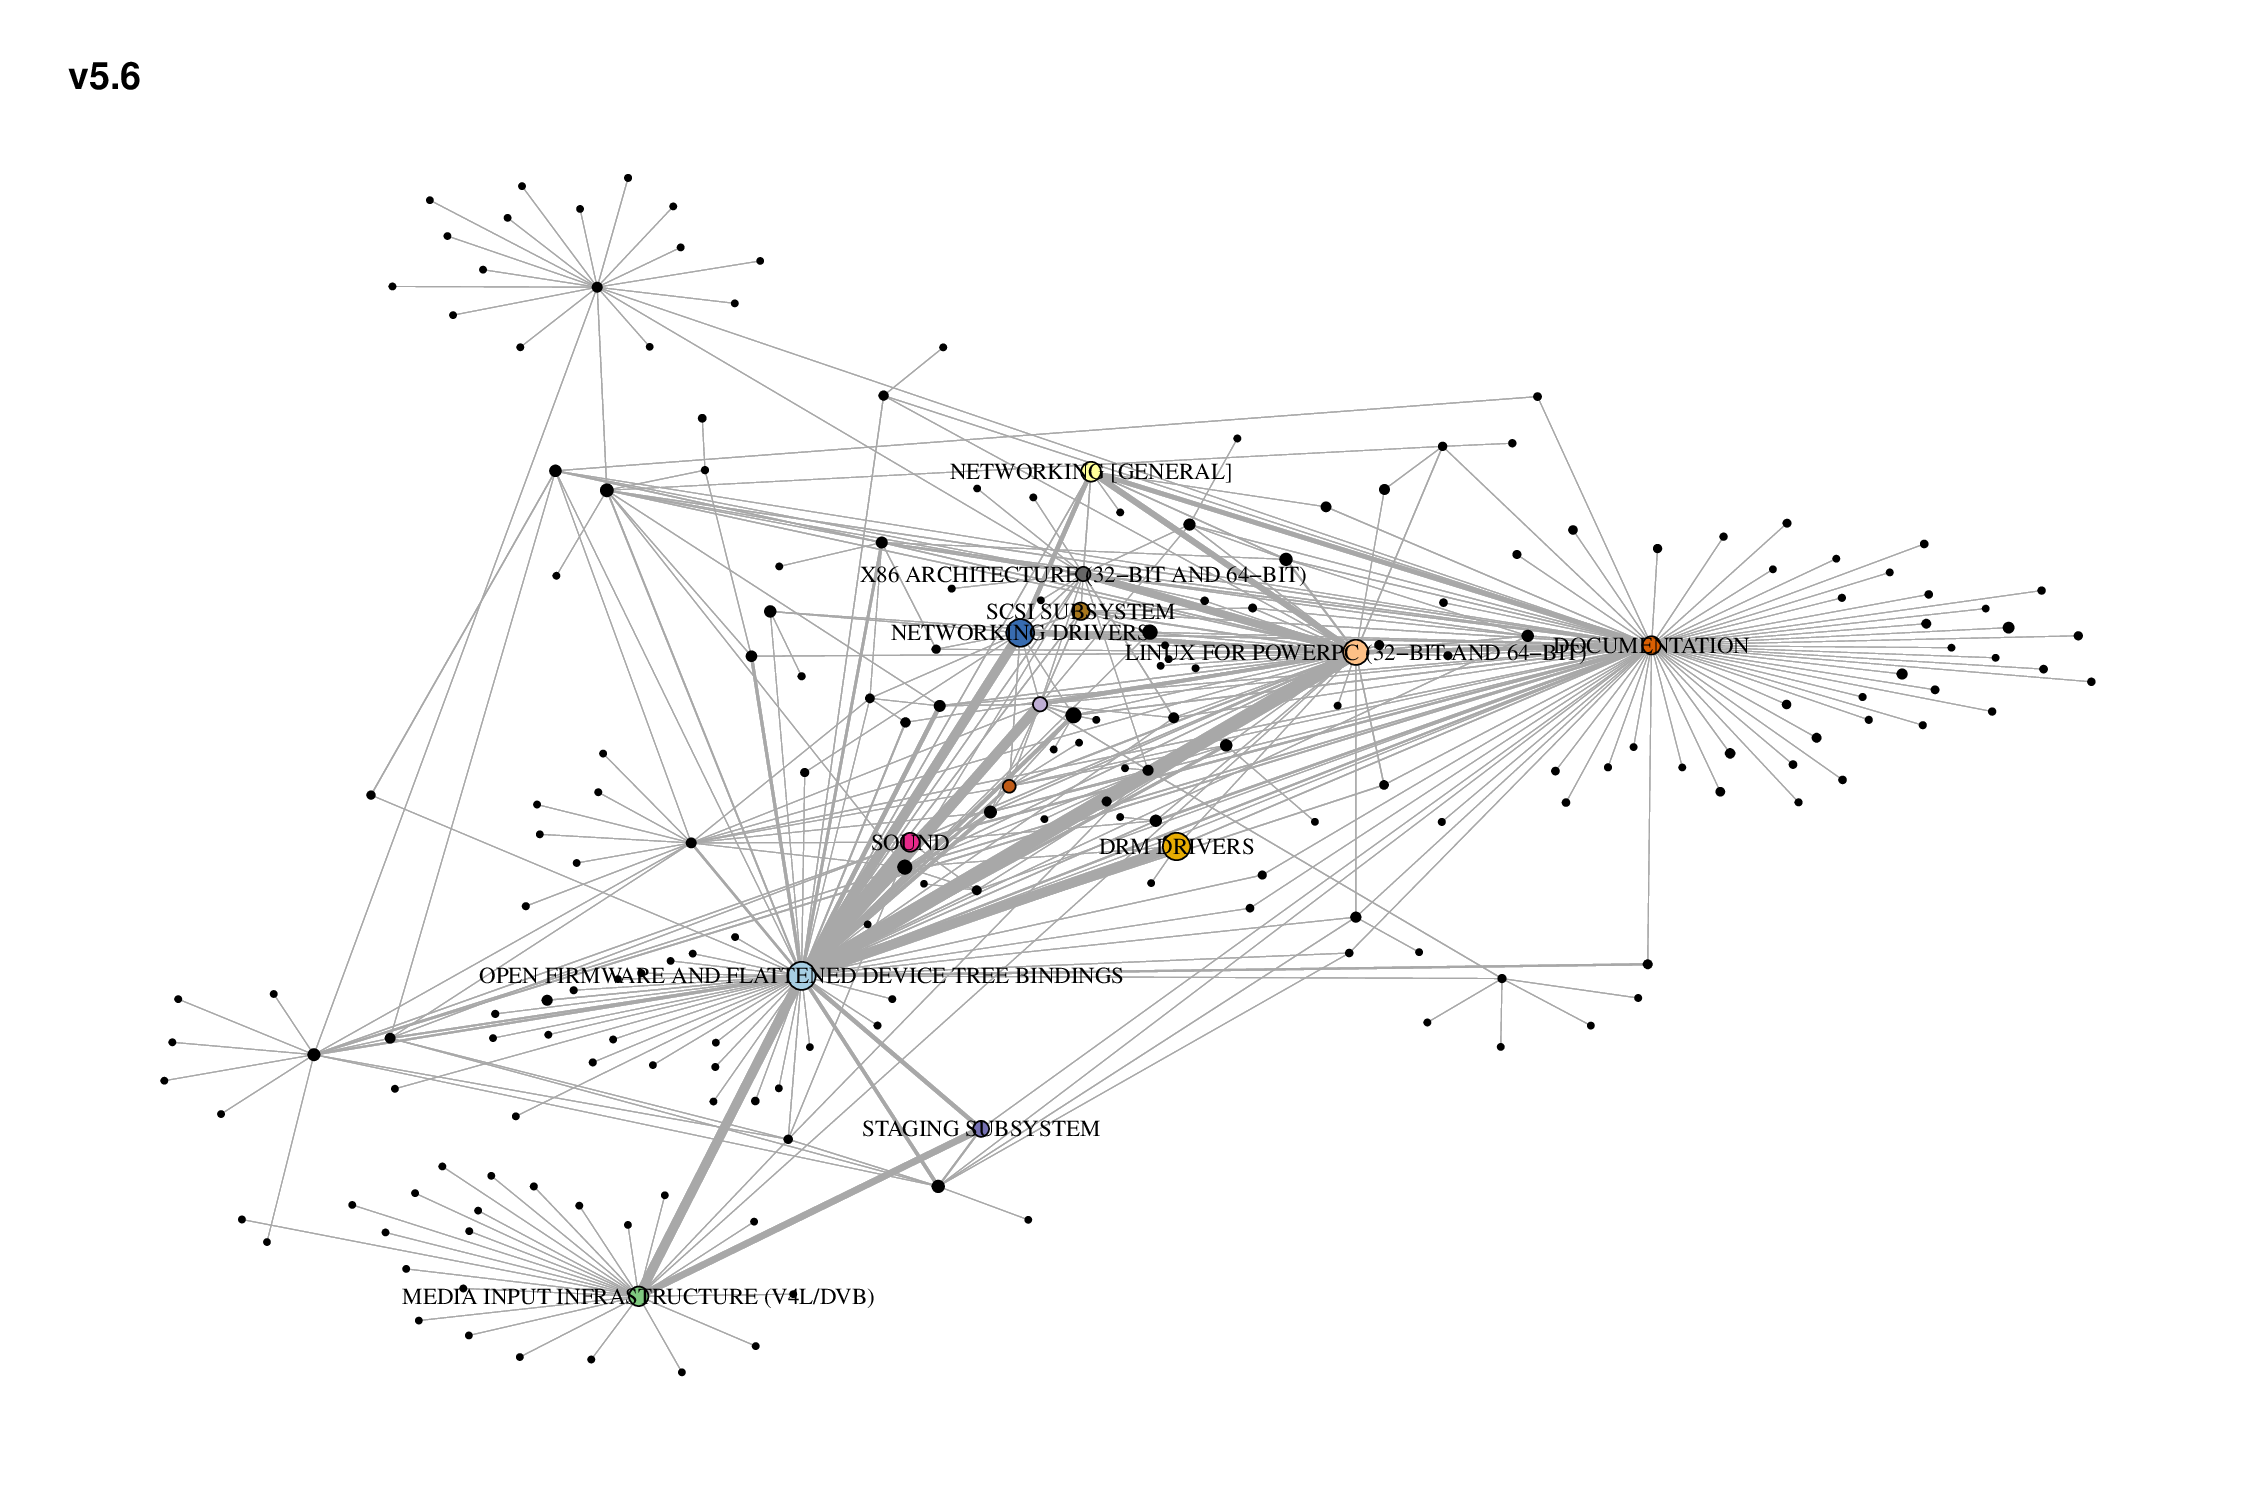 v5.6
NETWORKING [GENERAL]
X86 ARCHITECTURE (32−BIT AND 64−BIT)
SCSI SUBSYSTEM
NETWORKING DRIVERS
LINUX FOR POWERPC (32−BIT AND 64−BIT)
DOCUMENTATION
SOUND
DRM DRIVERS
OPEN FIRMWARE AND FLATTENED DEVICE TREE BINDINGS
STAGING SUBSYSTEM
MEDIA INPUT INFRASTRUCTURE (V4L/DVB)